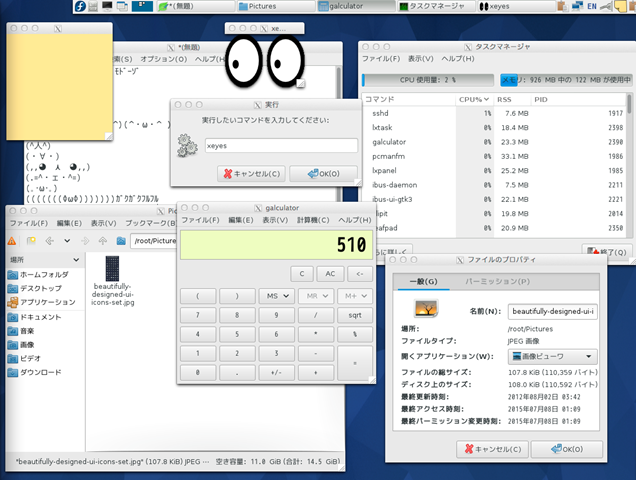 *(無題)
Pictures
galculator
タスクマネージャ
xeyes
EN
xe...
*(無題)
オプション(O)
ヘルプ(H)
モドーゾ
)(^・ω・^)
(^人^)
(・∀・)
((((((((ΦωΦ)))))))ガクガクブルブル
実行
実行したいコマンドを入力してください:
xeyes
キャンセル(C)
OK(O)
タスクマネージャ
ファイル(F) 表示(V) ヘルプ(H)
CPU 使用量: 2 %
メモリ: 926 MB 中の 122 MB が使用中
コマンド CPU% RSS PID
sshd 1% 7.6 MB 1917
lxtask 0% 18.4 MB 2398
galculator 0% 23.3 MB 2390
pcmanfm 0% 33.1 MB 1986
lxpanel 0% 25.2 MB 1985
ibus-daemon 0% 7.5 MB 2211
ibus-ui-gtk3 0% 22.1 MB 2231
clipit 0% 19.8 MB 2014
leafpad 0% 20.9 MB 2359
終了(Q)
ファイル(F) 編集(E) 表示(V) ブックマーク(B)
/root/Pictures
場所
ホームフォルダ
デスクトップ
アプリケーション
ドキュメント
音楽
画像
ビデオ
ダウンロード
beautifully-
designed-ui-
icons-set.jpg
"beautifully-designed-ui-icons-set.jpg" (107.8 KiB) JPEG ...
空き容量: 11.0 GiB (合計: 14.5 GiB)
galculator
ファイル(F) 編集(E) 表示(V) 計算機(C) ヘルプ(H)
510
C AC <-
( ) MS MR M+
7 8 9 / sqrt
4 5 6 * %
1 2 3 - =
0 . +/- +
ファイルのプロパティ
一般(G) パーミッション(P)
名前(N): beautifully-designed-ui-i
場所: /root/Pictures
ファイルタイプ: JPEG 画像
開くアプリケーション(W): 画像ビューワ
ファイルの総サイズ: 107.8 KiB (110,359 バイト)
ディスク上のサイズ: 108.0 KiB (110,592 バイト)
最終更新時刻: 2012年08月02日 03:42
最終アクセス時刻: 2015年07月08日 01:09
最終パーミッション変更時刻: 2015年07月08日 01:09
キャンセル(C)
OK(O)